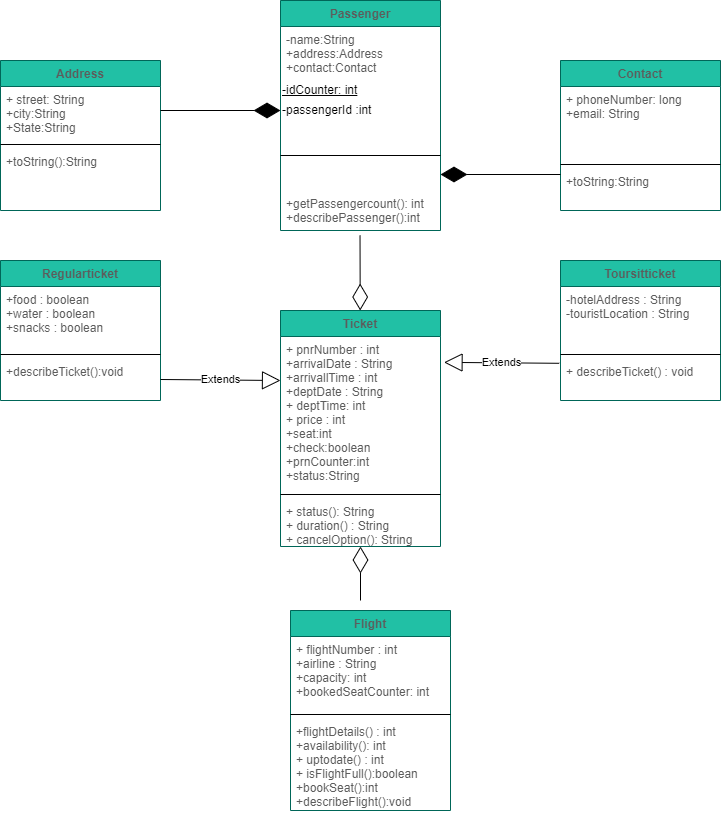 Passenger
-name:String
+address:Address
+contact:Contact
-idCounter: int
-passengerId :int
+getPassengercount(): int
+describePassenger():int
Address
+ street: String
+city:String
+State:String
+toString():String
Contact
+ phoneNumber: long
+email: String
+toString:String
Regularticket
+food : boolean
+water : boolean
+snacks : boolean
+describeTicket():void
Extends
Ticket
+ pnrNumber : int
+arrivalDate : String
+arrivallTime : int
+deptDate : String
+ deptTime: int
+ price : int
+seat:int
+check:boolean
+prnCounter:int
+status:String
+ status(): String
+ duration() : String
+ cancelOption(): String
Extends
Toursitticket
-hotelAddress : String
-touristLocation : String
+ describeTicket() : void
Flight
+ flightNumber : int
+airline : String
+capacity: int
+bookedSeatCounter: int
+flightDetails() : int
+availability(): int
+ uptodate() : int
+ isFlightFull():boolean
+bookSeat():int
+describeFlight():void